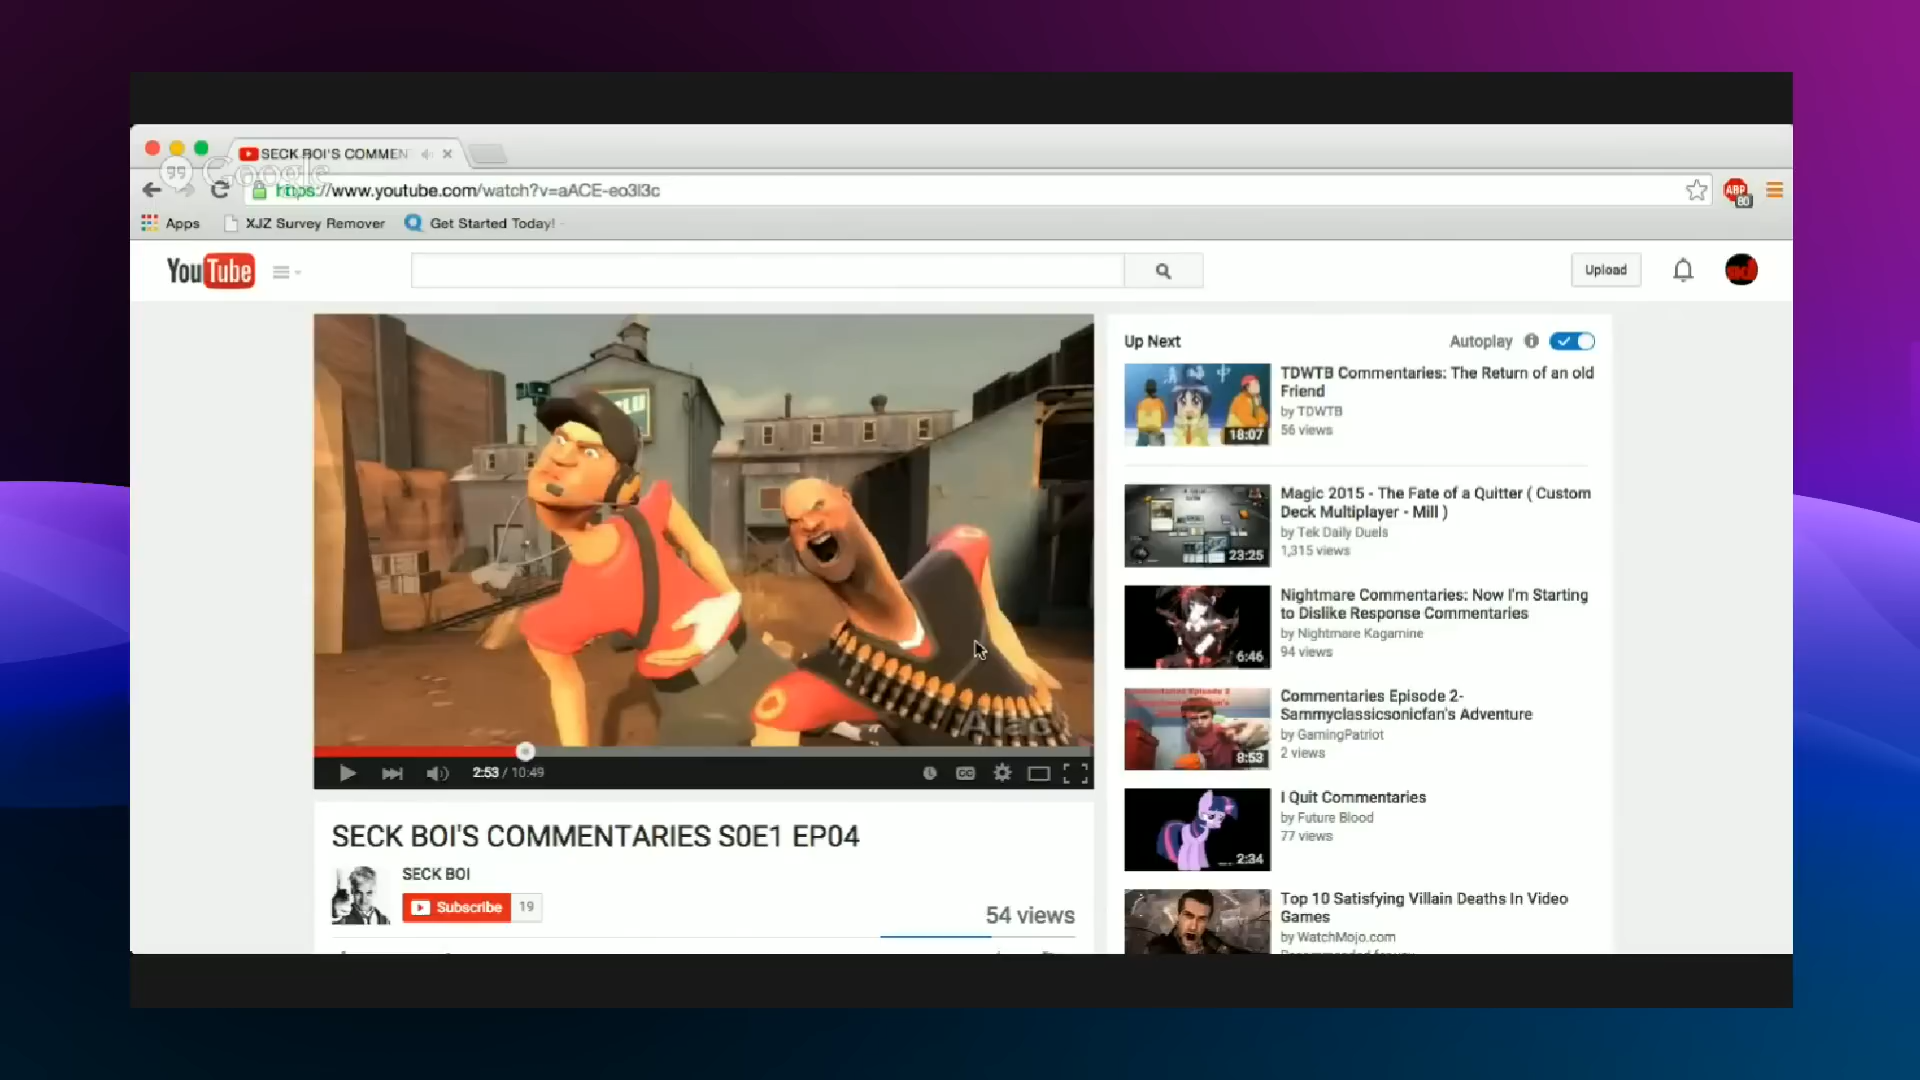 SECK BOI'S COMMEN
Google
https://www.youtube.com/watch?v=aACE-eo3l3c
ABP
80
Apps
XJZ Survey Remover
Get Started Today!
YouTube
Upload
Up Next
Autoplay
TDWTB Commentaries: The Return of an old
Friend
by TDWTB
56 views
18:07
Magic 2015 - The Fate of a Quitter ( Custom
Deck Multiplayer - Mill )
by Tek Daily Duels
1,315 views
23:25
Nightmare Commentaries: Now I'm Starting
to Dislike Response Commentaries
by Nightmare Kagamine
94 views
6:46
Commentaries Episode 2-
Sammyclassicsonicfan's Adventure
by GamingPatriot
2 views
8:53
I Quit Commentaries
by Future Blood
77 views
2:34
Top 10 Satisfying Villain Deaths In Video
Games
by WatchMojo.com
2:53 / 10:49
CC
SECK BOI'S COMMENTARIES S0E1 EP04
SECK BOI
Subscribe
19
54 views